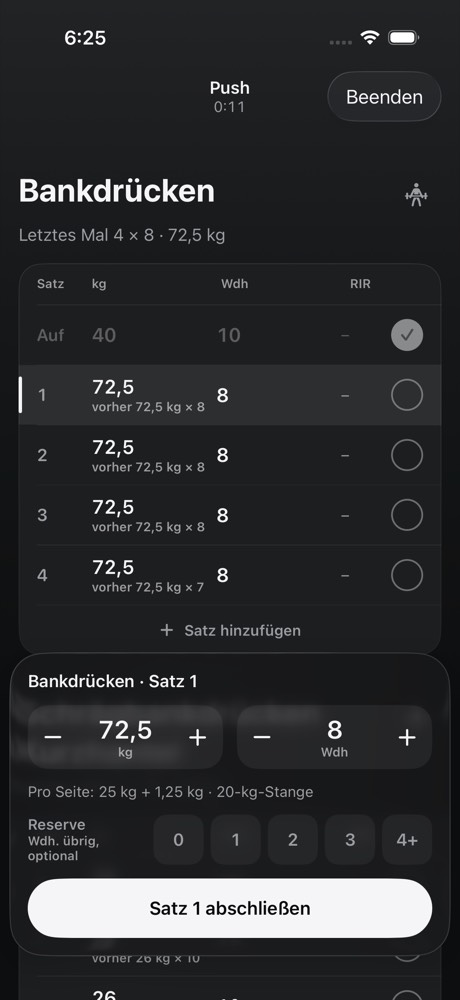 6:25
Push
0:11
Beenden
Bankdrücken
Letztes Mal 4 × 8 · 72,5 kg
Satz kg Wdh RIR
Auf 40 10 –
1 72,5 8 –
vorher 72,5 kg × 8
2 72,5 8 –
vorher 72,5 kg × 8
3 72,5 8 –
vorher 72,5 kg × 8
4 72,5 8 –
vorher 72,5 kg × 7
+ Satz hinzufügen
Bankdrücken · Satz 1
− 72,5 + − 8 +
kg Wdh
Pro Seite: 25 kg + 1,25 kg · 20-kg-Stange
Reserve
Wdh. übrig,
optional
0 1 2 3 4+
Satz 1 abschließen
vorher 26 kg × 10
26